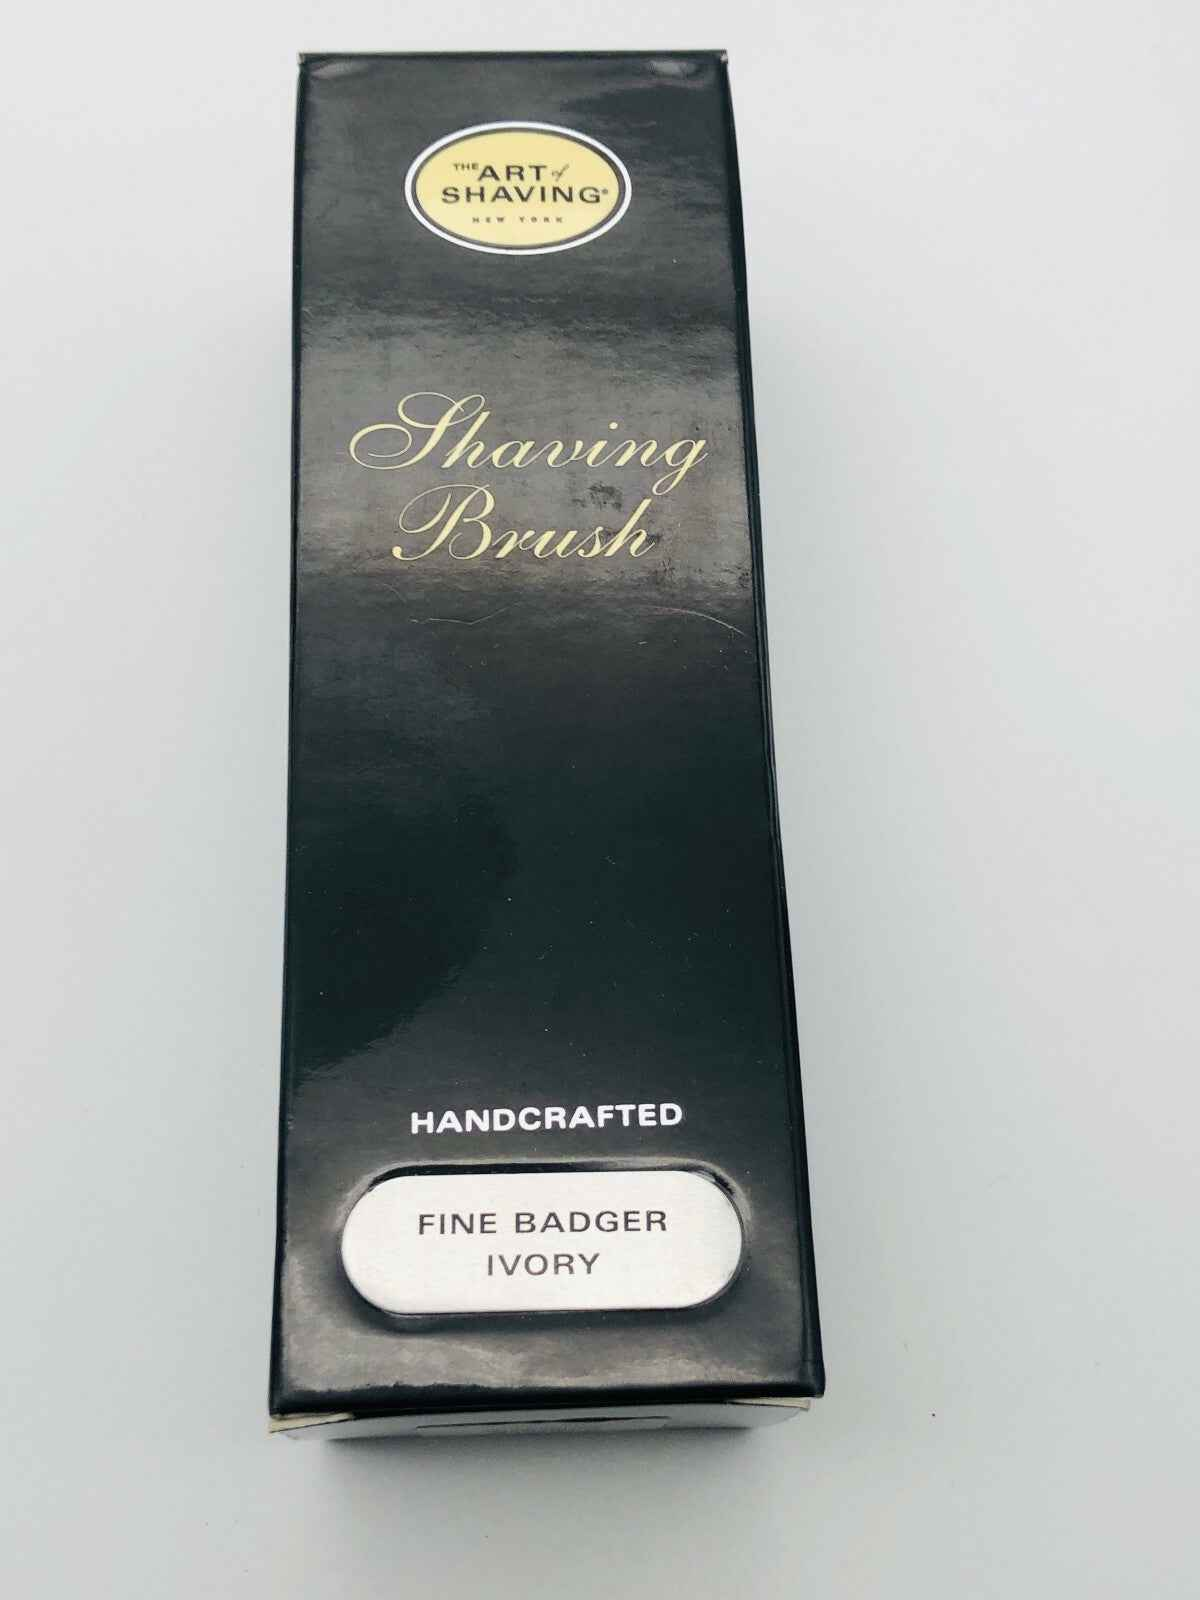 THE ART of
SHAVING®
NEW YORK
Shaving
Brush
HANDCRAFTED
FINE BADGER
IVORY